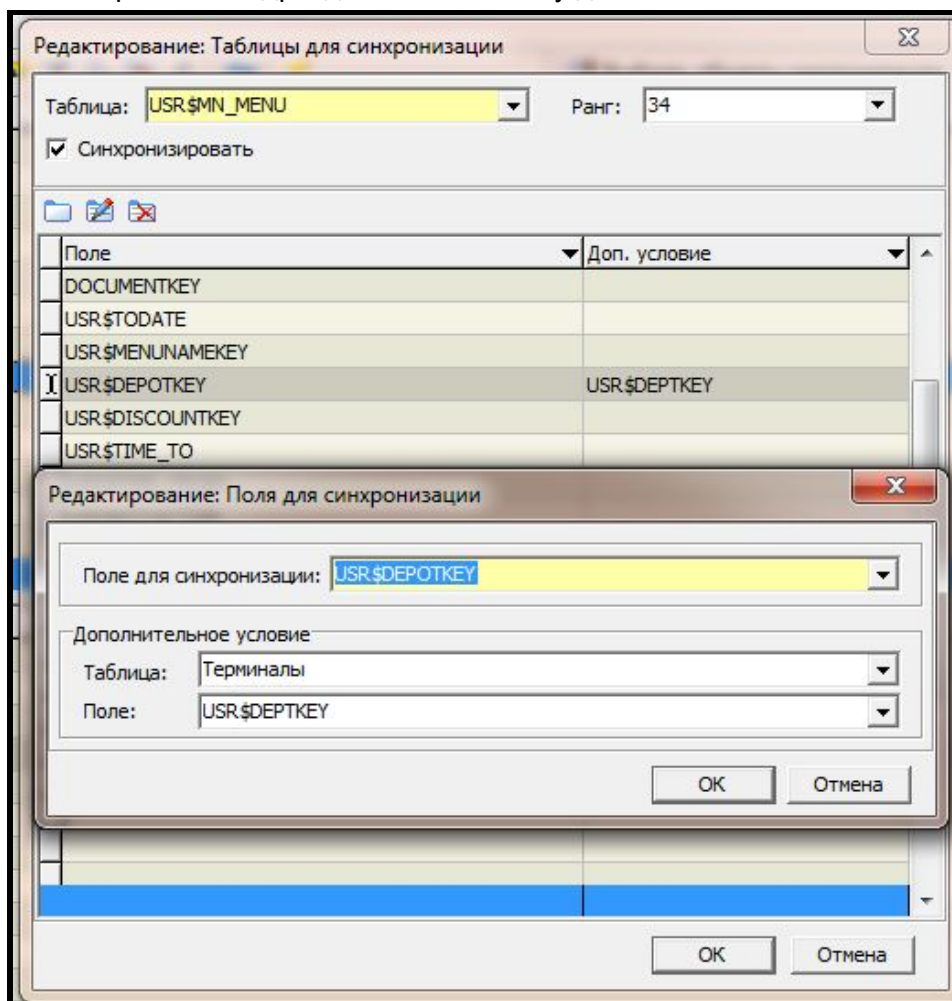 Редактирование: Таблицы для синхронизации
Таблица: USR$MN_MENU Ранг: 34
Синхронизировать
Поле Доп. условие
DOCUMENTKEY
USR$TODATE
USR$MENUNAMEKEY
USR$DEPOTKEY USR$DEPTKEY
USR$DISCOUNTKEY
USR$TIME_TO
Редактирование: Поля для синхронизации
Поле для синхронизации: USR$DEPOTKEY
Дополнительное условие
Таблица: Терминалы
Поле: USR$DEPTKEY
ОК Отмена
ОК Отмена